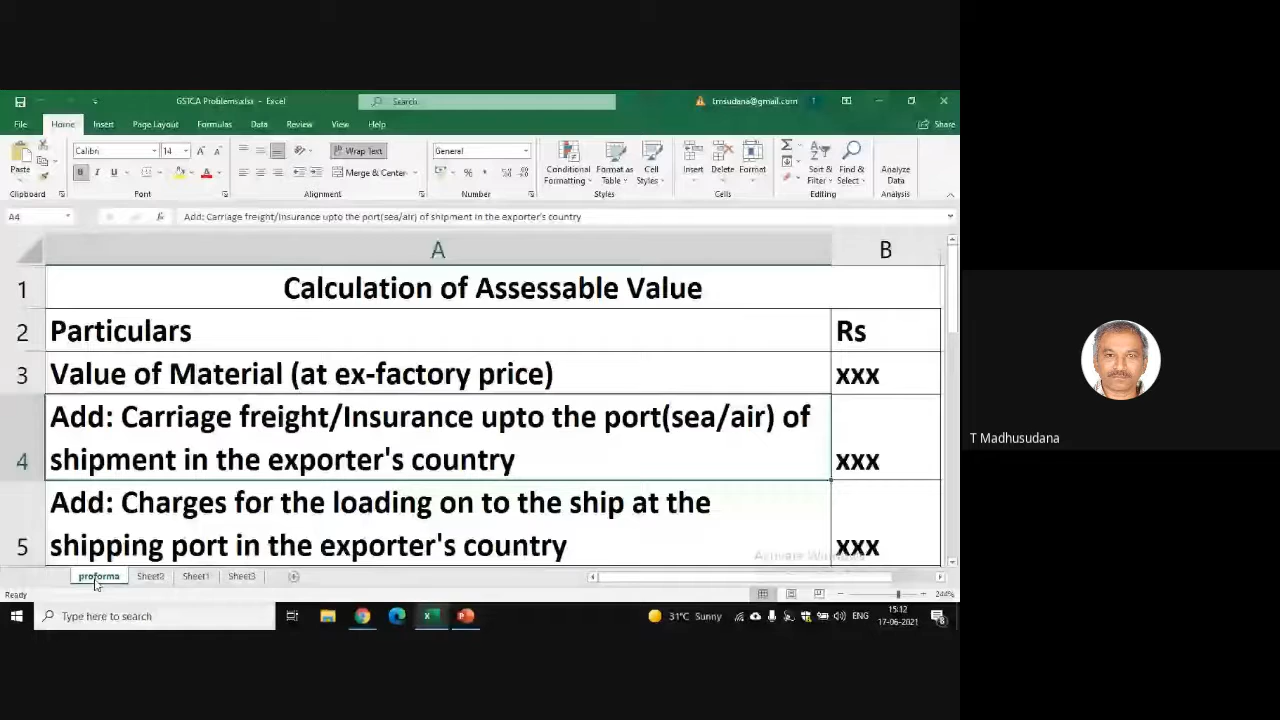 GSTCA Problems.xlsx - Excel
Search
tmsudana@gmail.com
File Home Insert Page Layout Formulas Data Review View Help
Share
Paste
Calibri 14
Wrap Text
General
Merge & Center
Conditional Formatting
Format as Table
Cell Styles
Insert Delete Format
Sort & Filter
Find & Select
Analyze Data
Clipboard Font Alignment Number Styles Cells Editing Analysis
A4
fx Add: Carriage freight/Insurance upto the port(sea/air) of shipment in the exporter's country
A B
1 Calculation of Assessable Value
2 Particulars Rs
3 Value of Material (at ex-factory price) xxx
Add: Carriage freight/Insurance upto the port(sea/air) of
4 shipment in the exporter's country xxx
Add: Charges for the loading on to the ship at the
5 shipping port in the exporter's country xxx
Activate Windows
proforma Sheet2 Sheet1 Sheet3
Ready
244%
Type here to search
31°C Sunny
ENG
15:12
17-06-2021
T Madhusudana